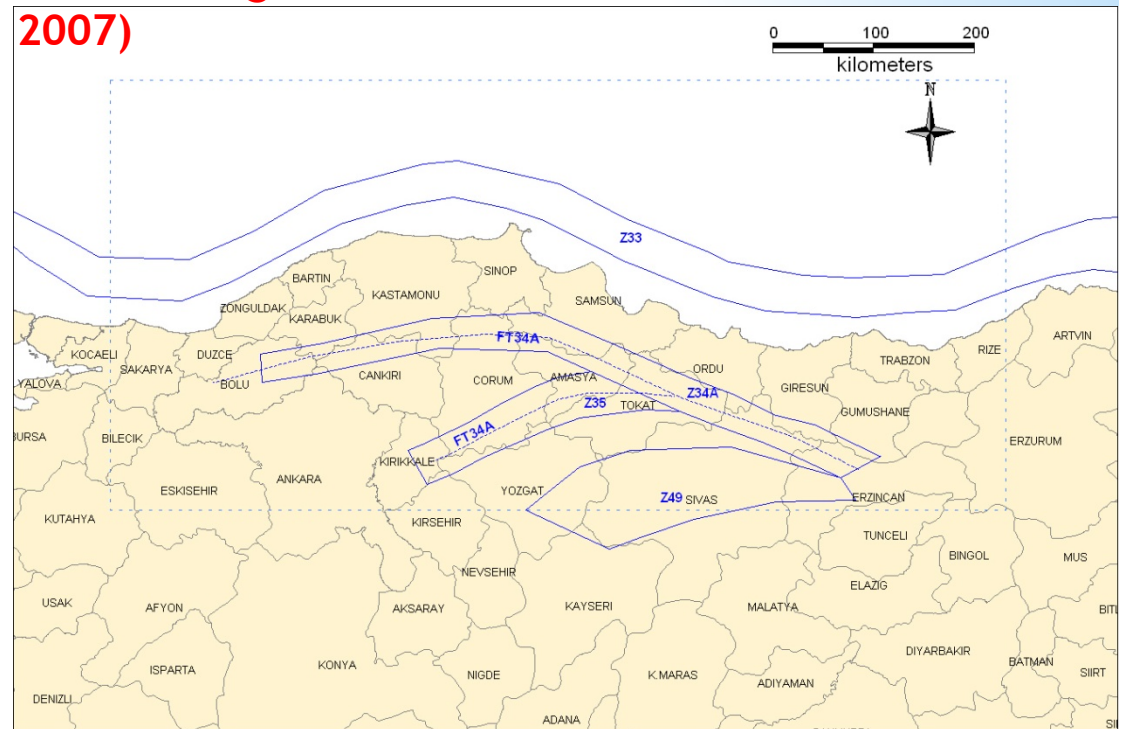 2007)
0 100 200
kilometers
N
Z33
SINOP
BARTIN
KASTAMONU
SAMSUN
ZONGULDAK
KARABUK
FT34A
ARTVIN
RIZE
KOCAELI
DUZCE
TRABZON
SAKARYA
ORDU
YALOVA
BOLU
CANKIRI
CORUM
AMASYA
GIRESUN
Z34A
Z35
TOKAT
GUMUSHANE
BURSA
BILECIK
FT34A
ERZURUM
KIRIKKALE
ESKISEHIR
ANKARA
YOZGAT
Z49
SIVAS
ERZINCAN
KUTAHYA
KIRSEHIR
TUNCELI
BINGOL
MUS
NEVSEHIR
ELAZIG
USAK
AFYON
AKSARAY
KAYSERI
MALATYA
BITL
DIYARBAKIR
ISPARTA
KONYA
NIGDE
K.MARAS
ADIYAMAN
BATMAN
SIIRT
DENIZLI
ADANA